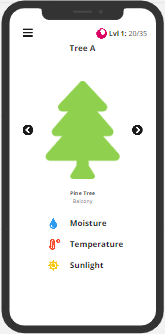 Lvl 1: 20/35
Tree A
Pine Tree
Balcony
Moisture
Temperature
Sunlight